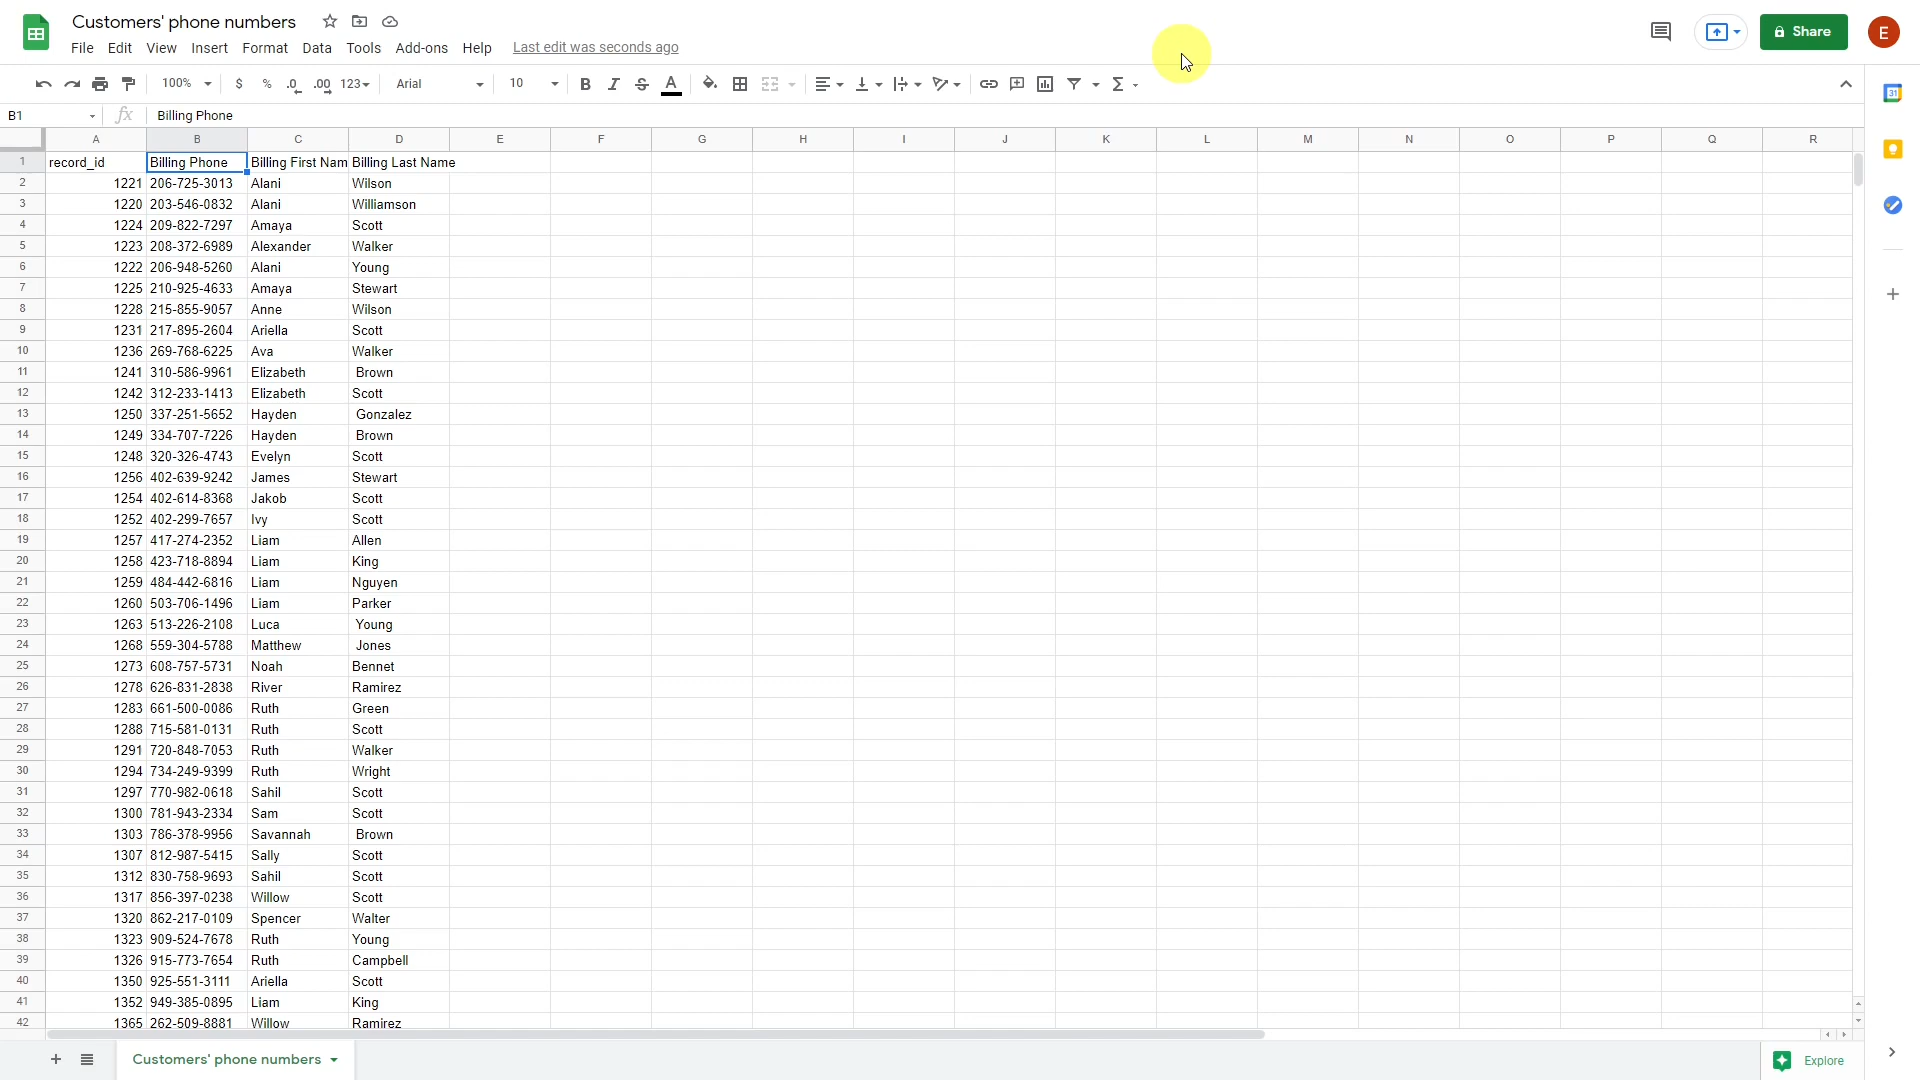 Customers' phone numbers
File Edit View Insert Format Data Tools Add-ons Help Last edit was seconds ago
Share
E
100% $ % .0 .00 123 Arial 10 B I S A
31
B1 fx Billing Phone
A B C D E F G H I J K L M N O P Q R
1 record_id Billing Phone Billing First Nam Billing Last Name
2 1221 206-725-3013 Alani Wilson
3 1220 203-546-0832 Alani Williamson
4 1224 209-822-7297 Amaya Scott
5 1223 208-372-6989 Alexander Walker
6 1222 206-948-5260 Alani Young
7 1225 210-925-4633 Amaya Stewart
8 1228 215-855-9057 Anne Wilson
9 1231 217-895-2604 Ariella Scott
10 1236 269-768-6225 Ava Walker
11 1241 310-586-9961 Elizabeth Brown
12 1242 312-233-1413 Elizabeth Scott
13 1250 337-251-5652 Hayden Gonzalez
14 1249 334-707-7226 Hayden Brown
15 1248 320-326-4743 Evelyn Scott
16 1256 402-639-9242 James Stewart
17 1254 402-614-8368 Jakob Scott
18 1252 402-299-7657 Ivy Scott
19 1257 417-274-2352 Liam Allen
20 1258 423-718-8894 Liam King
21 1259 484-442-6816 Liam Nguyen
22 1260 503-706-1496 Liam Parker
23 1263 513-226-2108 Luca Young
24 1268 559-304-5788 Matthew Jones
25 1273 608-757-5731 Noah Bennet
26 1278 626-831-2838 River Ramirez
27 1283 661-500-0086 Ruth Green
28 1288 715-581-0131 Ruth Scott
29 1291 720-848-7053 Ruth Walker
30 1294 734-249-9399 Ruth Wright
31 1297 770-982-0618 Sahil Scott
32 1300 781-943-2334 Sam Scott
33 1303 786-378-9956 Savannah Brown
34 1307 812-987-5415 Sally Scott
35 1312 830-758-9693 Sahil Scott
36 1317 856-397-0238 Willow Scott
37 1320 862-217-0109 Spencer Walter
38 1323 909-524-7678 Ruth Young
39 1326 915-773-7654 Ruth Campbell
40 1350 925-551-3111 Ariella Scott
41 1352 949-385-0895 Liam King
42 1365 262-509-8881 Willow Ramirez
Customers' phone numbers
Explore